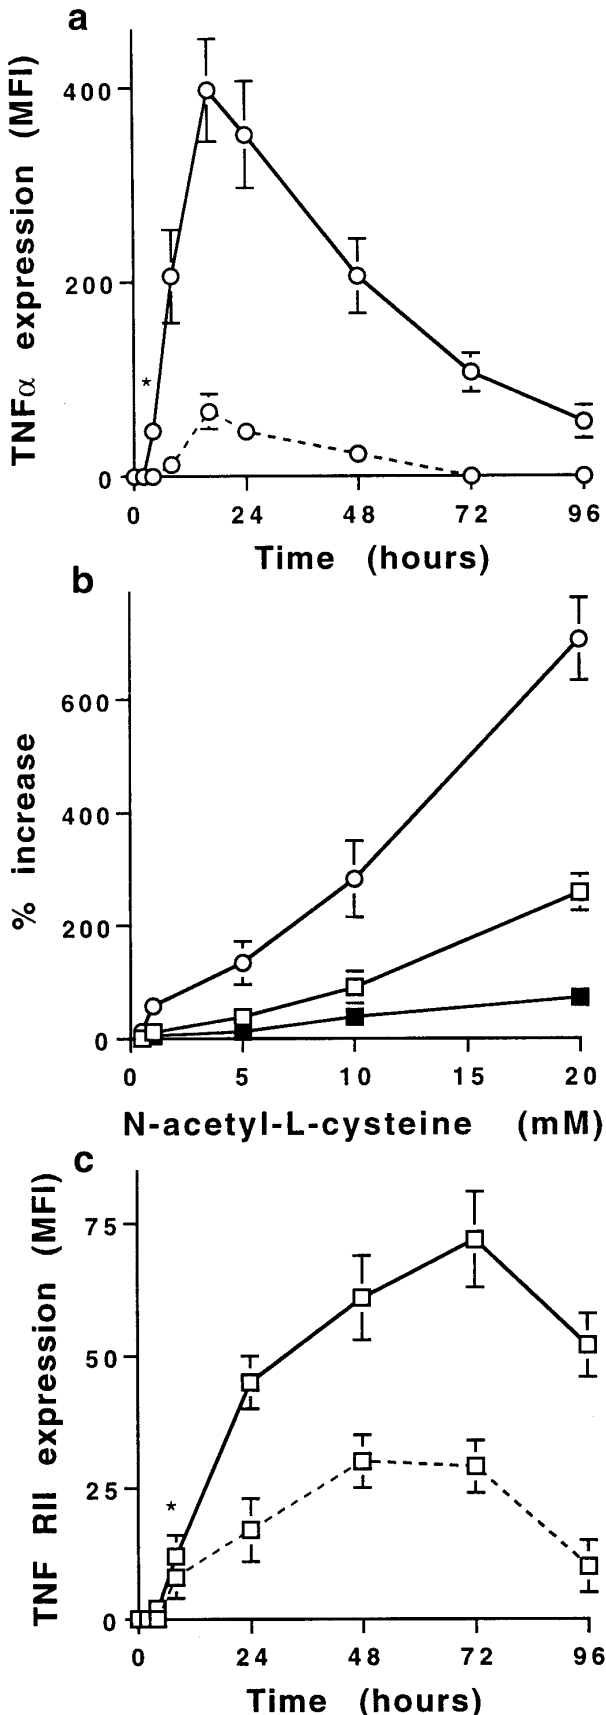 a
TNFα expression (MFI)
400
200
0
*
0 24 48 72 96
Time (hours)
b
% increase
600
400
200
0
0 5 10 15 20
N-acetyl-L-cysteine (mM)
c
TNF RII expression (MFI)
75
50
25
0
*
0 24 48 72 96
Time (hours)